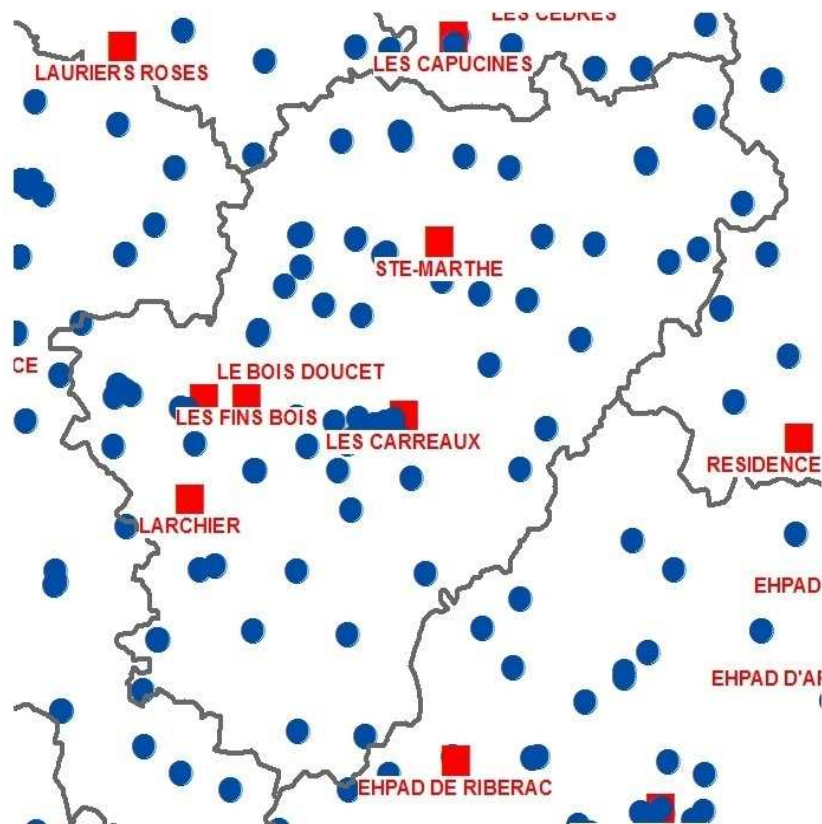 LES CEDRES
LAURIERS ROSES
LES CAPUCINES
STE-MARTHE
CE
LE BOIS DOUCET
LES FINS BOIS
LES CARREAUX
RESIDENCE
LARCHIER
EHPAD
EHPAD D'A
EHPAD DE RIBERAC